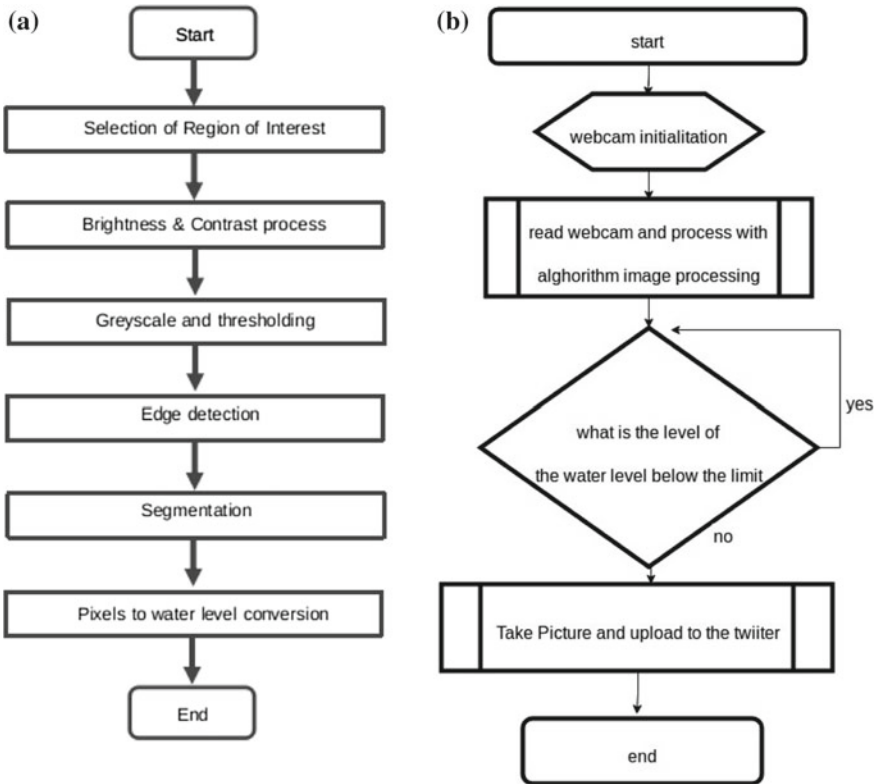 (a)
Start
Selection of Region of Interest
Brightness & Contrast process
Greyscale and thresholding
Edge detection
Segmentation
Pixels to water level conversion
End
(b)
start
webcam initialitation
read webcam and process with
alghorithm image processing
what is the level of
the water level below the limit
yes
no
Take Picture and upload to the twiiter
end